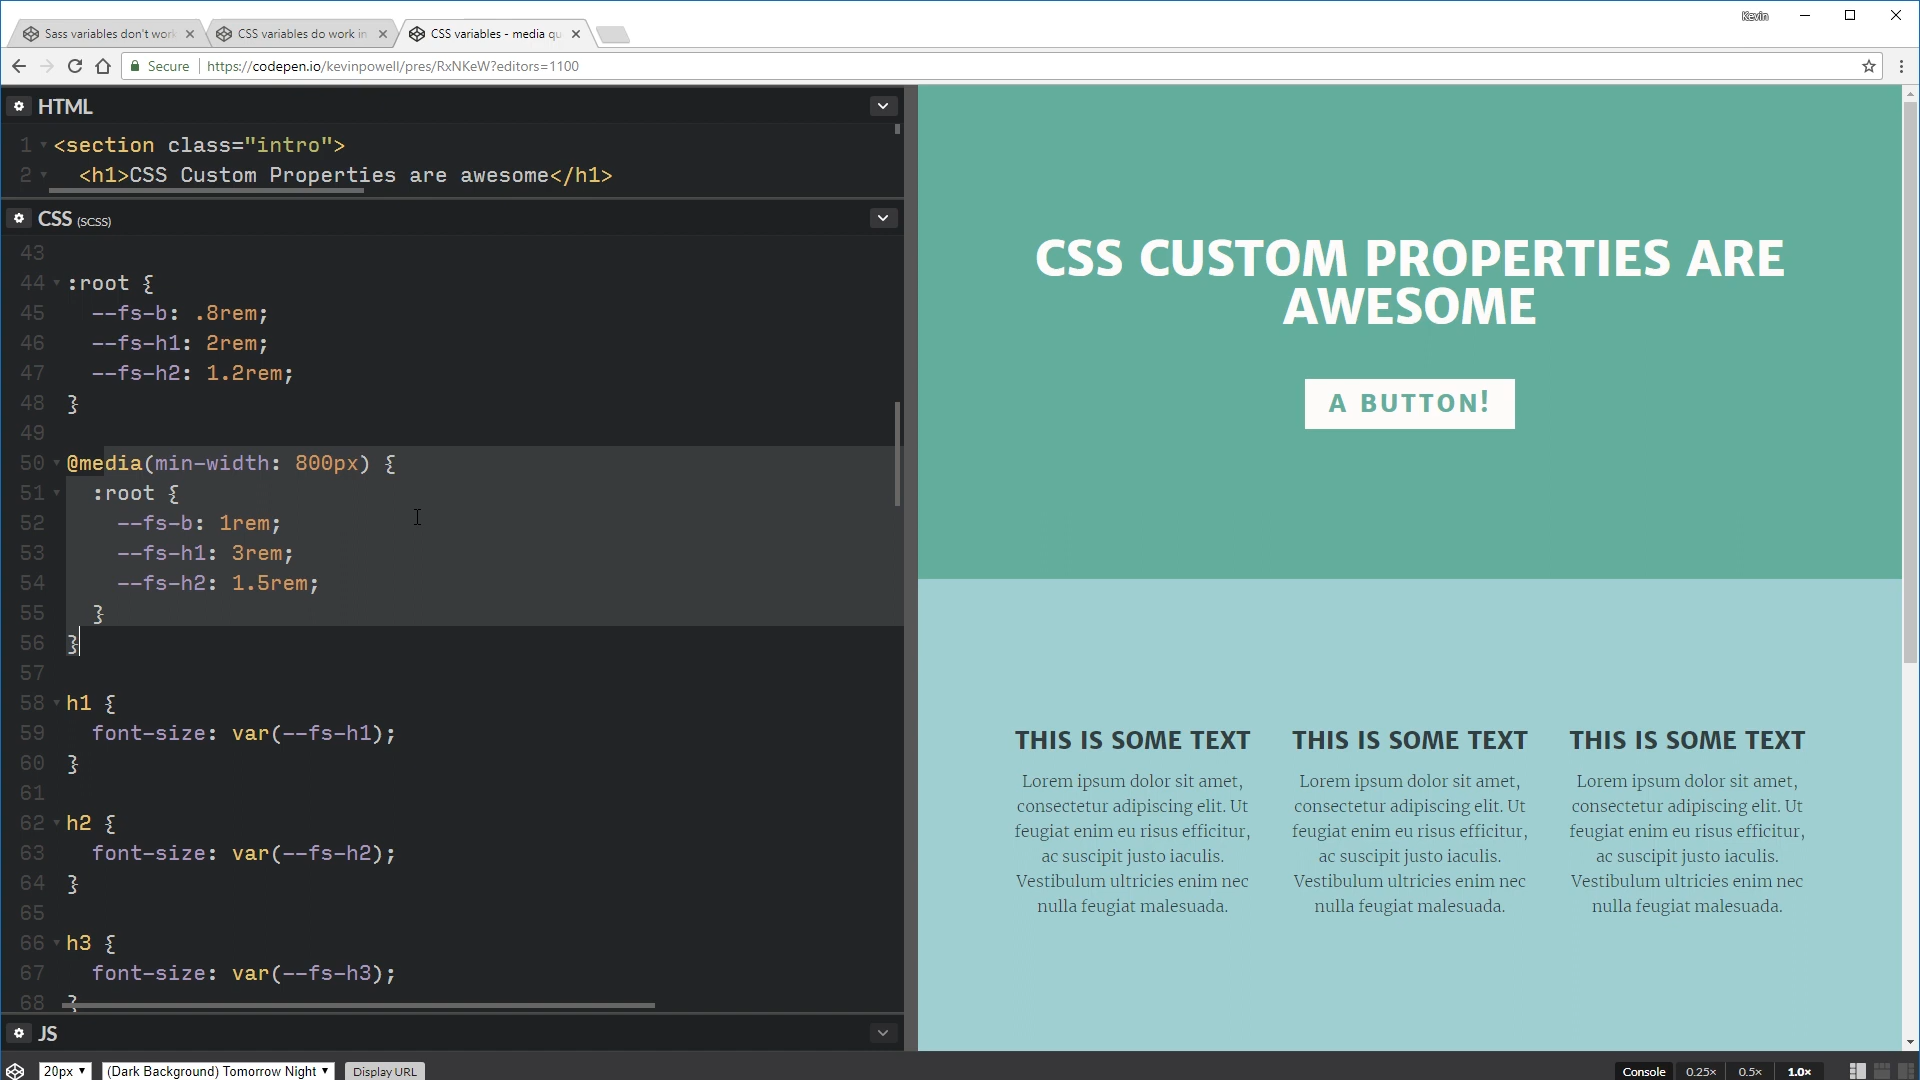 Kevin
Sass variables don't work
CSS variables do work in
CSS variables - media qu
Secure
https://codepen.io/kevinpowell/pres/RxNKeW?editors=1100
HTML
1 <section class="intro">
2 <h1>CSS Custom Properties are awesome</h1>
CSS (SCSS)
43
44 :root {
45 --fs-b: .8rem;
46 --fs-h1: 2rem;
47 --fs-h2: 1.2rem;
48 }
49
50 @media(min-width: 800px) {
51 :root {
52 --fs-b: 1rem;
53 --fs-h1: 3rem;
54 --fs-h2: 1.5rem;
55 }
56 }
57
58 h1 {
59 font-size: var(--fs-h1);
60 }
61
62 h2 {
63 font-size: var(--fs-h2);
64 }
65
66 h3 {
67 font-size: var(--fs-h3);
68 }
JS
20px
(Dark Background) Tomorrow Night
Display URL
CSS CUSTOM PROPERTIES ARE
AWESOME
A BUTTON!
THIS IS SOME TEXT
Lorem ipsum dolor sit amet,
consectetur adipiscing elit. Ut
feugiat enim eu risus efficitur,
ac suscipit justo iaculis.
Vestibulum ultricies enim nec
nulla feugiat malesuada.
THIS IS SOME TEXT
Lorem ipsum dolor sit amet,
consectetur adipiscing elit. Ut
feugiat enim eu risus efficitur,
ac suscipit justo iaculis.
Vestibulum ultricies enim nec
nulla feugiat malesuada.
THIS IS SOME TEXT
Lorem ipsum dolor sit amet,
consectetur adipiscing elit. Ut
feugiat enim eu risus efficitur,
ac suscipit justo iaculis.
Vestibulum ultricies enim nec
nulla feugiat malesuada.
Console
0.25×
0.5×
1.0×